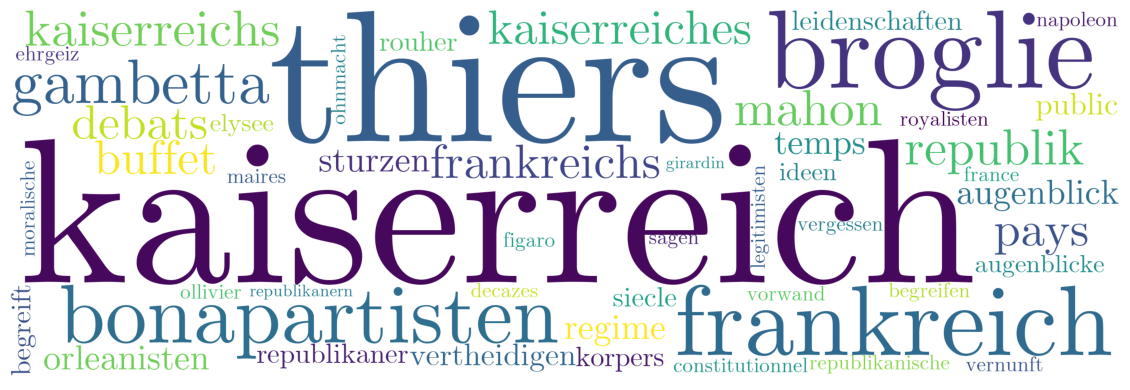 kaiserreichs
thiers
rouher
kaiserreiches
broglie
leidenschaften
napoleon
ehrgeiz
ohnmacht
gambetta
mahon
public
debats
elysee
royalisten
buffet
sturzen
frankreichs
girardin
temps
republik
maires
ideen
france
moralische
kaiserreich
legitimisten
augenblick
vergessen
pays
figaro
sagen
augenblicke
begreift
ollivier
republikanern
decazes
siecle
vorwand
begreifen
bonapartisten
regime
frankreich
orleanisten
republikaner
vertheidigen
korpers
constitutionnel
republikanische
vernunft